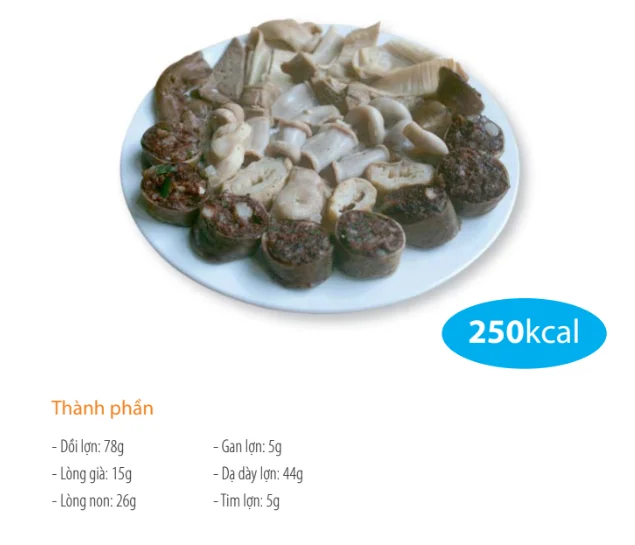 250kcal
Thành phần
- Dồi lợn: 78g
- Lòng già: 15g
- Lòng non: 26g
- Gan lợn: 5g
- Dạ dày lợn: 44g
- Tim lợn: 5g